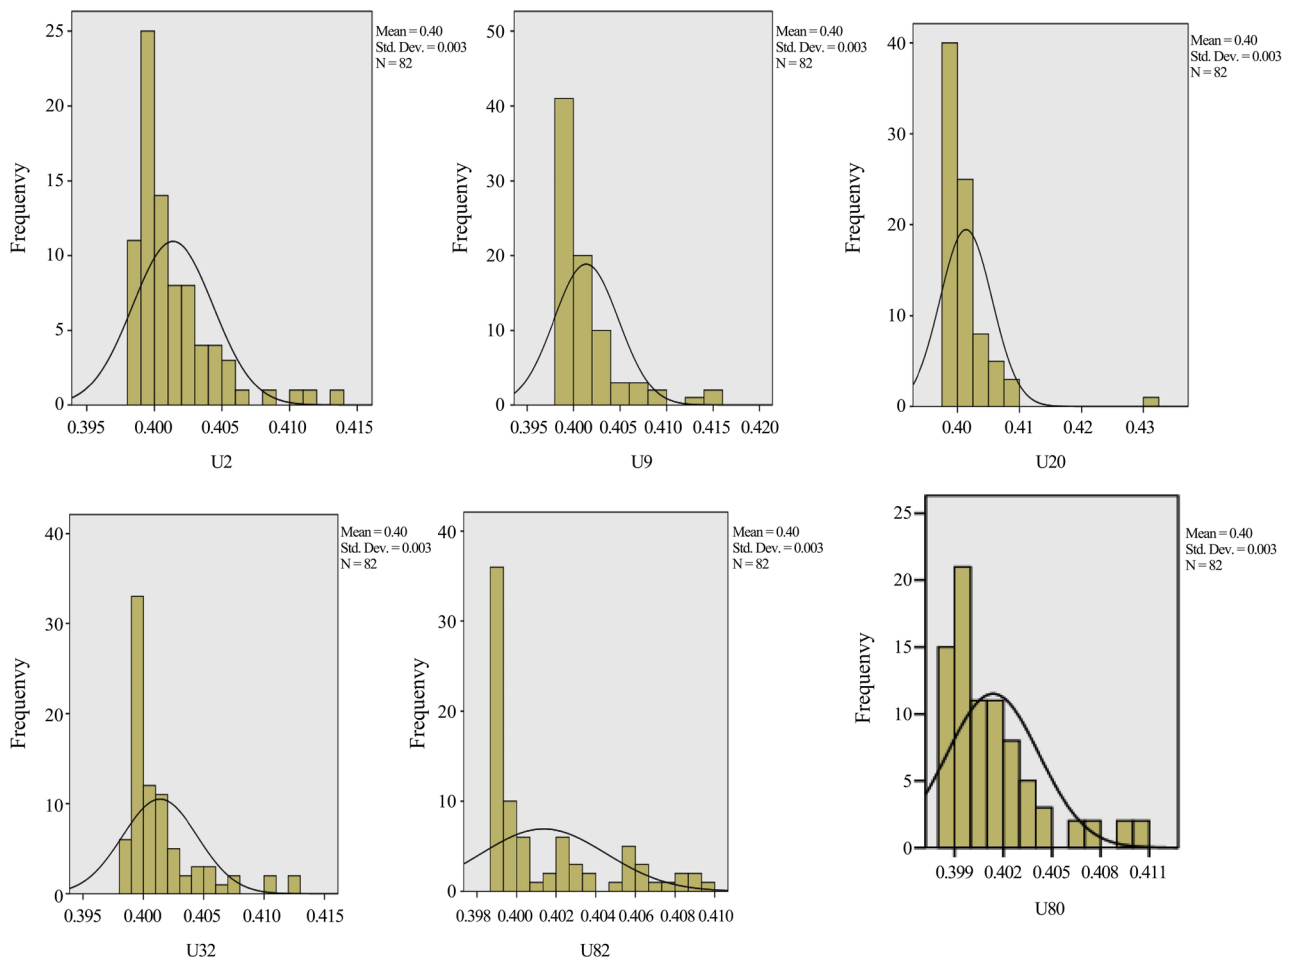 Mean = 0.40
Std. Dev. = 0.003
N = 82
Frequenvy
25
20
15
10
5
0
0.395 0.400 0.405 0.410 0.415
U2
Mean = 0.40
Std. Dev. = 0.003
N = 82
Frequenvy
50
40
30
20
10
0
0.395 0.400 0.405 0.410 0.415 0.420
U9
Mean = 0.40
Std. Dev. = 0.003
N = 82
Frequenvy
40
30
20
10
0
0.40 0.41 0.42 0.43
U20
Mean = 0.40
Std. Dev. = 0.003
N = 82
Frequenvy
40
30
20
10
0
0.395 0.400 0.405 0.410 0.415
U32
Mean = 0.40
Std. Dev. = 0.003
N = 82
Frequenvy
40
30
20
10
0
0.398 0.400 0.402 0.404 0.406 0.408 0.410
U82
Mean = 0.40
Std. Dev. = 0.003
N = 82
Frequenvy
25
20
15
10
5
0
0.399 0.402 0.405 0.408 0.411
U80